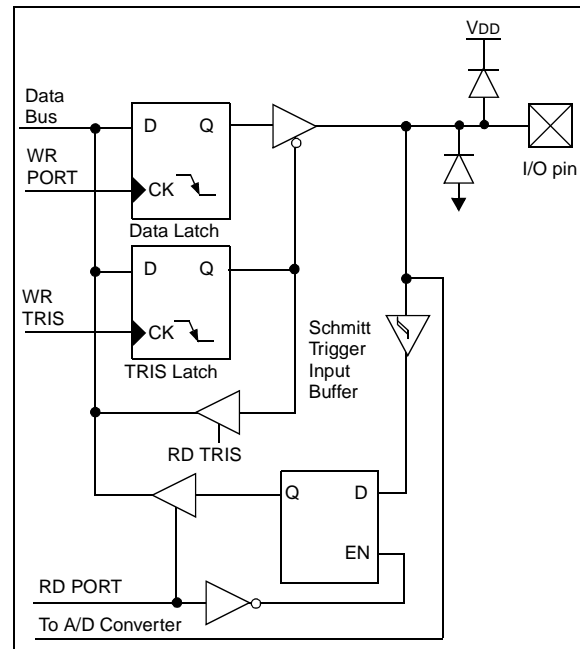 VDD
Data
Bus
D Q
WR
PORT
CK
I/O pin
Data Latch
D Q
WR
TRIS
CK
TRIS Latch
Schmitt
Trigger
Input
Buffer
RD TRIS
Q D
EN
RD PORT
To A/D Converter